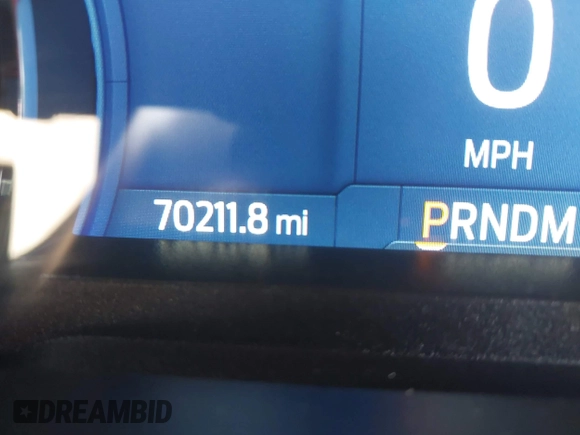 0
MPH
70211.8 mi
PRNDM
DREAMBID